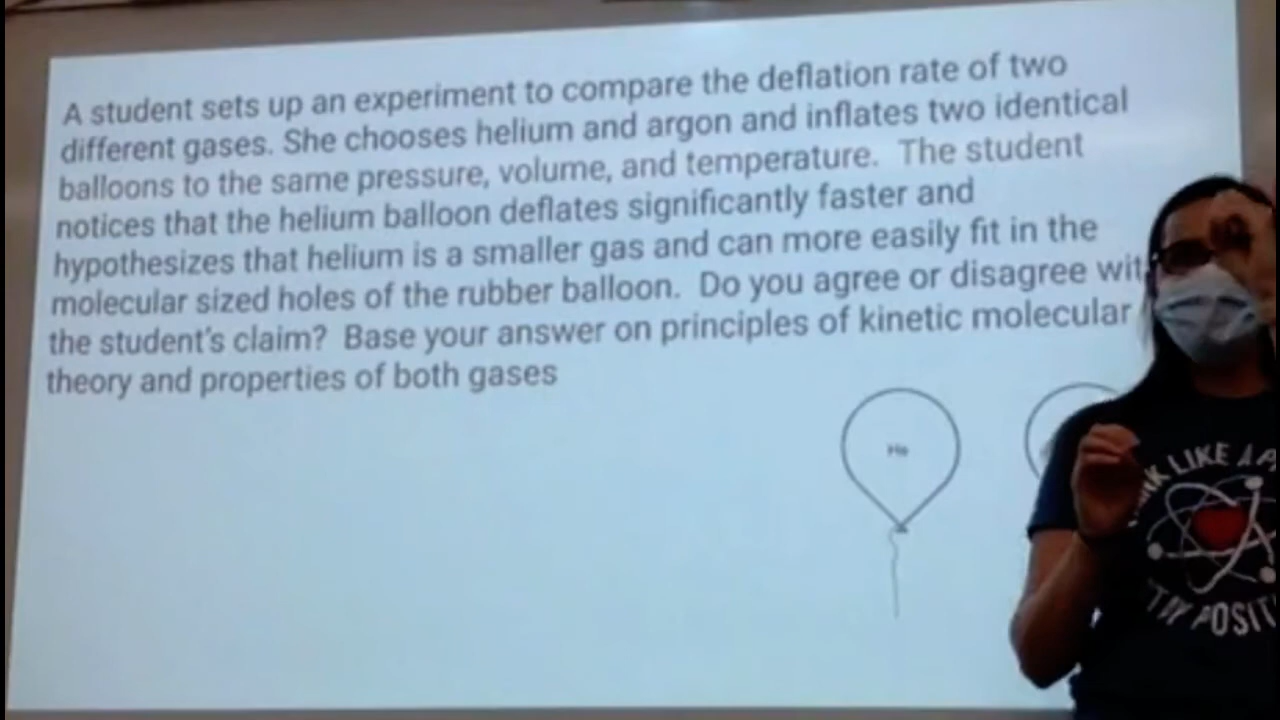 A student sets up an experiment to compare the deflation rate of two
different gases. She chooses helium and argon and inflates two identical
balloons to the same pressure, volume, and temperature. The student
notices that the helium balloon deflates significantly faster and
hypothesizes that helium is a smaller gas and can more easily fit in the
molecular sized holes of the rubber balloon. Do you agree or disagree wit
the student's claim? Base your answer on principles of kinetic molecular
theory and properties of both gases
He
LIKE A P
POSIT